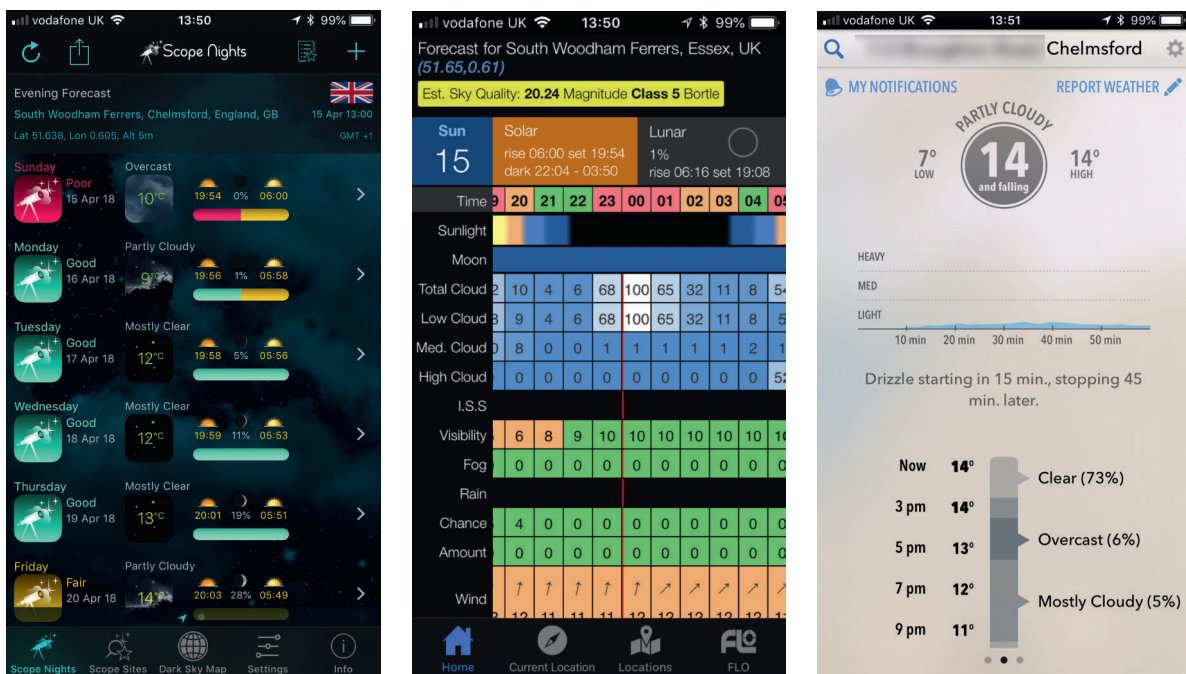 vodafone UK 13:50 99%
Scope Nights
Evening Forecast
South Woodham Ferrers, Chelmsford, England, GB 15 Apr 13:00
Lat 51.638, Lon 0.605, Alt 5m GMT +1
Sunday Overcast
Poor
15 Apr 18 10°C 19:54 0% 06:00
Monday Partly Cloudy
Good
16 Apr 18 9°C 19:56 1% 05:58
Tuesday Mostly Clear
Good
17 Apr 18 12°C 19:58 5% 05:56
Wednesday Mostly Clear
Good
18 Apr 18 12°C 19:59 11% 05:53
Thursday Mostly Clear
Good
19 Apr 18 13°C 20:01 19% 05:51
Friday Partly Cloudy
Fair
20 Apr 18 14°C 20:03 28% 05:49
Scope Nights Scope Sites Dark Sky Map Settings Info
vodafone UK 13:50 99%
Forecast for South Woodham Ferrers, Essex, UK
(51.65,0.61)
Est. Sky Quality: 20.24 Magnitude Class 5 Bortle
Sun Solar Lunar
15 rise 06:00 set 19:54 1%
dark 22:04 - 03:50 rise 06:16 set 19:08
Time 20 21 22 23 00 01 02 03 04
Sunlight
Moon
Total Cloud 10 4 6 68 100 65 32 11 8
Low Cloud 9 4 6 68 100 65 32 11 8
Med. Cloud 8 0 0 1 1 1 1 1 2
High Cloud 0 0 0 0 0 0 0 0 0
I.S.S
Visibility 6 8 9 10 10 10 10 10 10
Fog 0 0 0 0 0 0 0 0 0
Rain
Chance 4 0 0 0 0 0 0 0 0
Amount 0 0 0 0 0 0 0 0 0
Wind
Home Current Location Locations FLO
FLO
vodafone UK 13:51 99%
Chelmsford
MY NOTIFICATIONS REPORT WEATHER
PARTLY CLOUDY
7° 14 14°
LOW and falling HIGH
HEAVY
MED
LIGHT
10 min 20 min 30 min 40 min 50 min
Drizzle starting in 15 min., stopping 45
min. later.
Now 14°
Clear (73%)
3 pm 14°
5 pm 13° Overcast (6%)
7 pm 12°
Mostly Cloudy (5%)
9 pm 11°